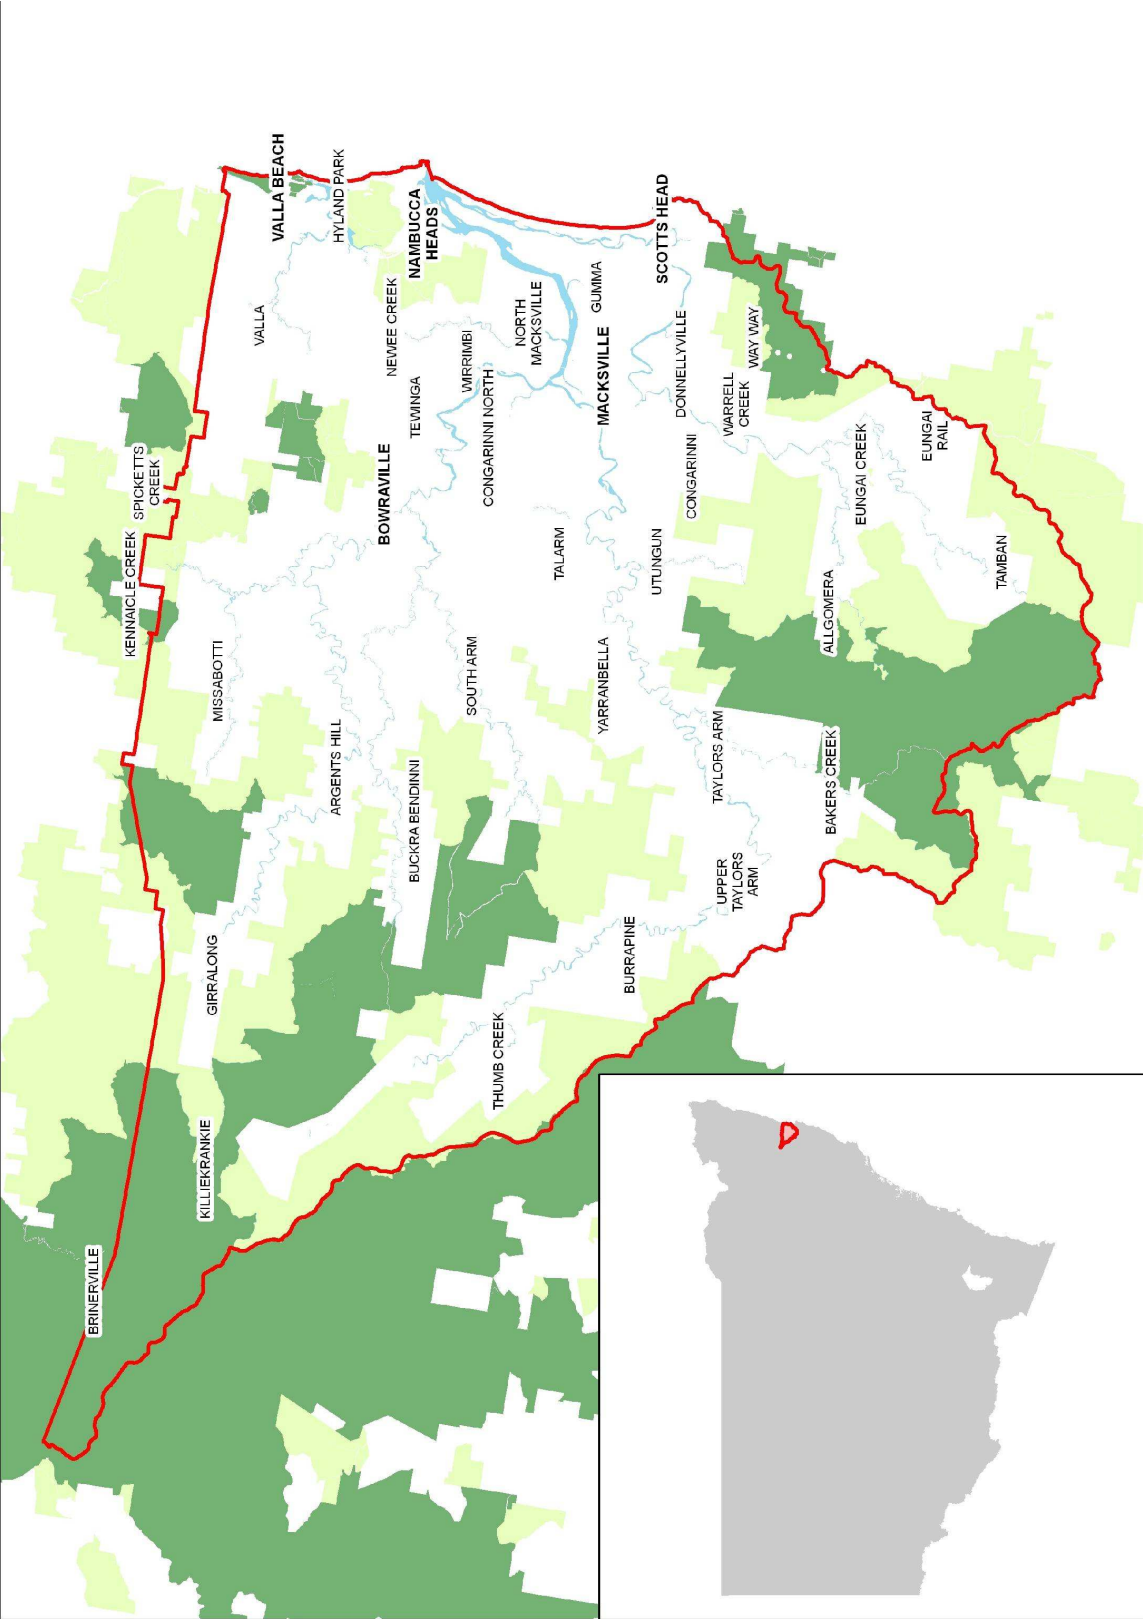 BRINERVILLE
KENNAICLE CREEK
SPICKETTS
CREEK
KILLIEKRANKIE
GIRRALONG
MISSABOTTI
VALLA
VALLA BEACH
ARGENTS HILL
HYLAND PARK
BOWRAVILLE
NEWEE CREEK
BUCKRA BENDINNI
TEWINGA
NAMBUCCA
HEADS
SOUTH ARM
WIRRIMBI
THUMB CREEK
CONGARINNI NORTH
NORTH
MACKSVILLE
TALARM
GUMMA
YARRANBELLA
MACKSVILLE
BURRAPINE
UTUNGUN
SCOTTS HEAD
DONNELLYVILLE
CONGARINNI
TAYLORS ARM
UPPER
TAYLORS
ARM
WARRELL
CREEK
WAY WAY
BAKERS CREEK
ALLGOMERA
EUNGAI CREEK
EUNGAI
RAIL
TAMBAN